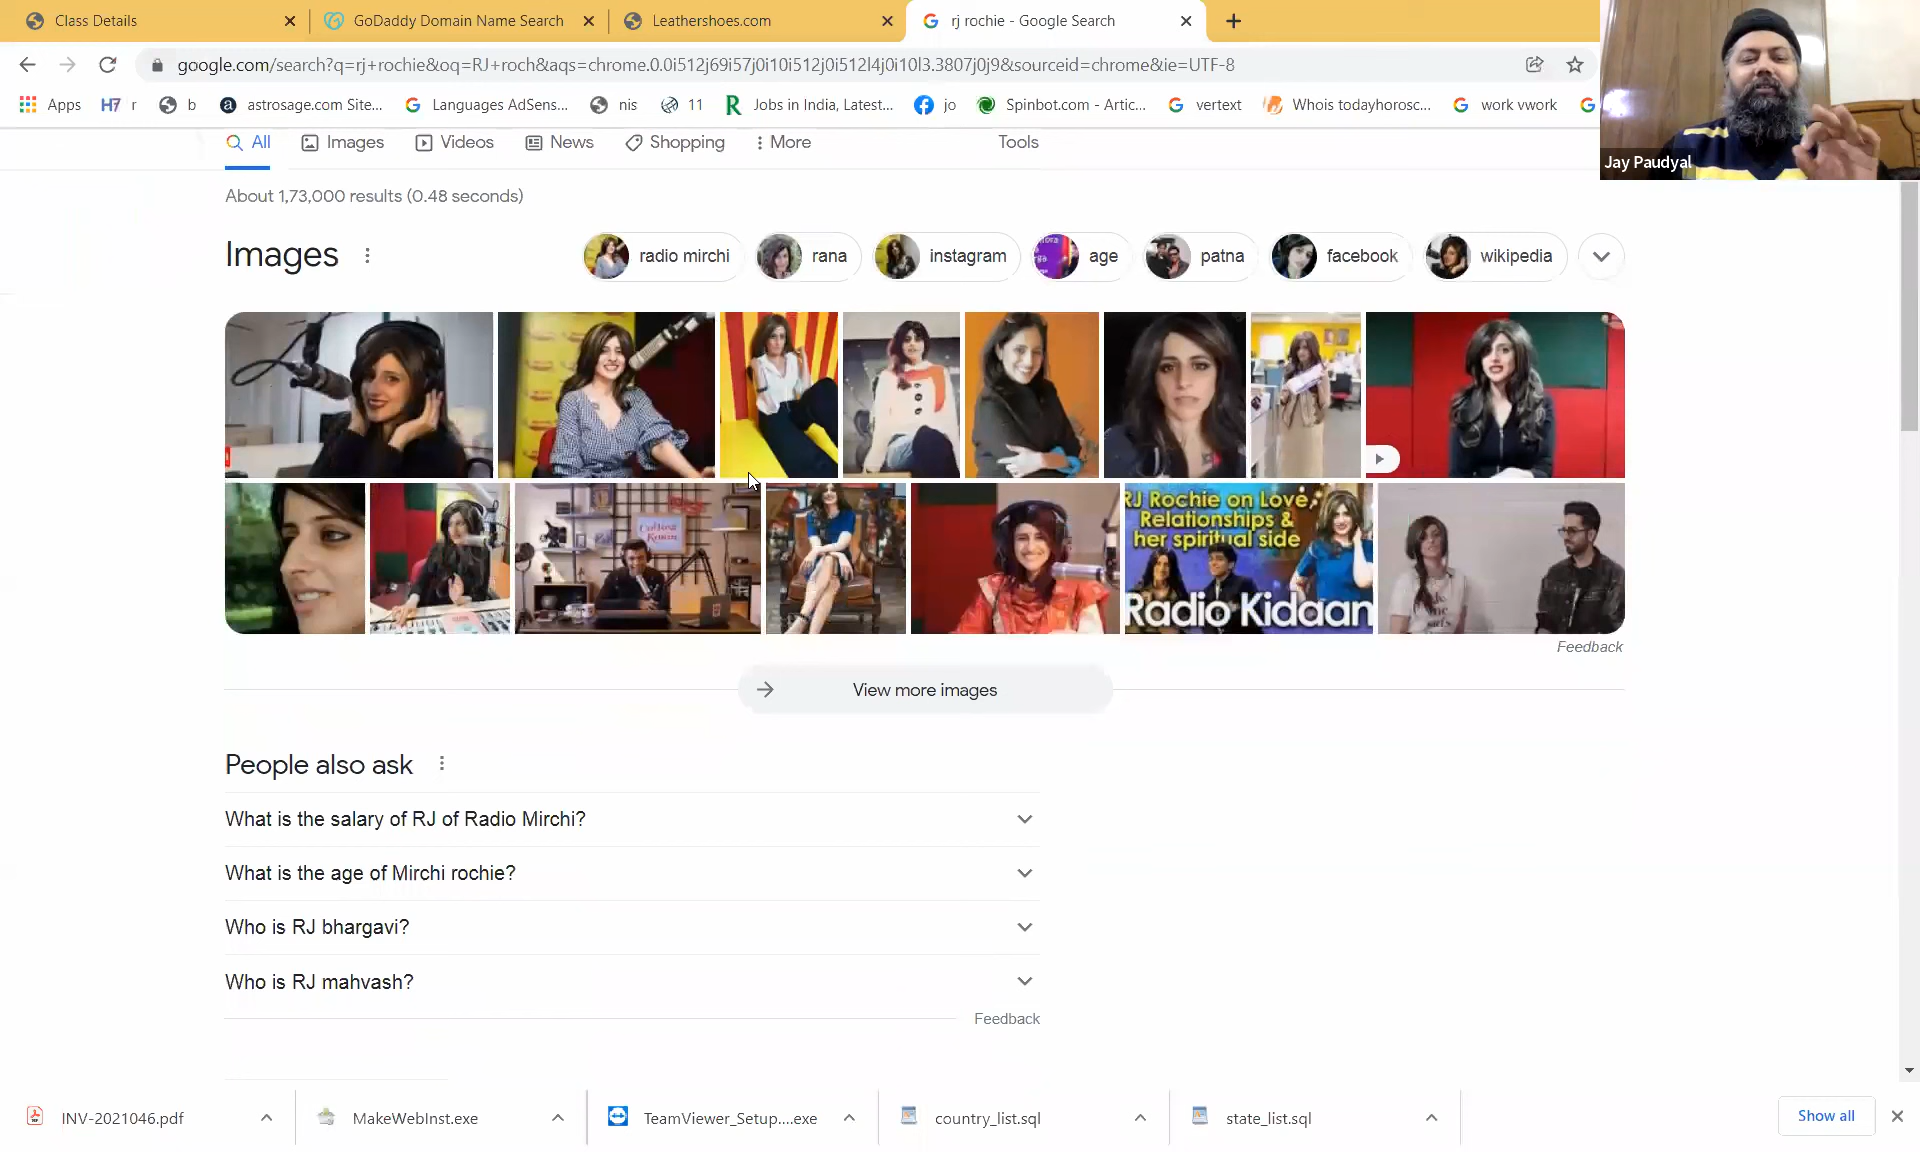 Class Details
GoDaddy Domain Name Search
Leathershoes.com
rj rochie - Google Search
google.com/search?q=rj+rochie&oq=RJ+roch&aqs=chrome.0.0i512j69i57j0i10i512j0i512l4j0i10l3.3807j0j9&sourceid=chrome&ie=UTF-8
Apps
H7 r
b
a astrosage.com Site...
Languages AdSens...
nis
11
R Jobs in India, Latest...
jo
Spinbot.com - Artic...
vertext
Whois todayhorosc...
work vwork
Jay Paudyal
All
Images
Videos
News
Shopping
More
Tools
About 1,73,000 results (0.48 seconds)
Images
radio mirchi
rana
instagram
age
patna
facebook
wikipedia
RJ Rochie on Love,
Relationships &
her spiritual side
Radio Kidaan
Feedback
View more images
People also ask
What is the salary of RJ of Radio Mirchi?
What is the age of Mirchi rochie?
Who is RJ bhargavi?
Who is RJ mahvash?
Feedback
INV-2021046.pdf
MakeWebInst.exe
TeamViewer_Setup....exe
country_list.sql
state_list.sql
Show all